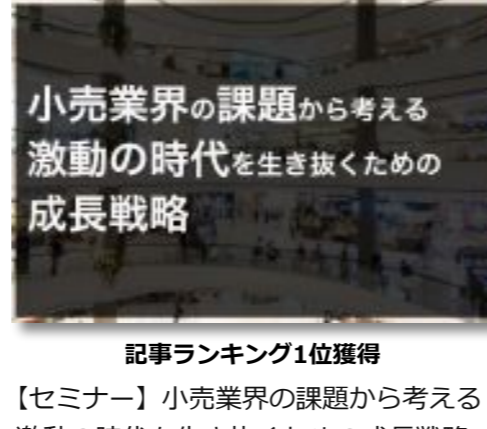 小売業界の課題から考える
激動の時代を生き抜くための
成長戦略
記事ランキング1位獲得
【セミナー】小売業界の課題から考える